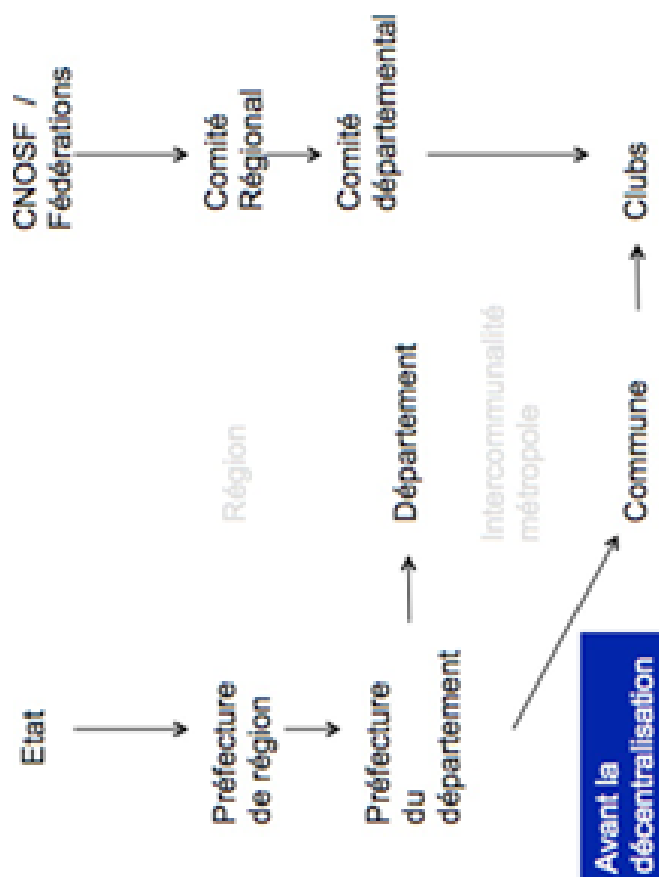 Etat
CNOSF /
Fédérations
Préfecture
de région
Région
Comité
Régional
Préfecture
du
département
Département
Comité
départemental
Intercommunalité
métropole
Avant la
décentralisation
Commune
Clubs